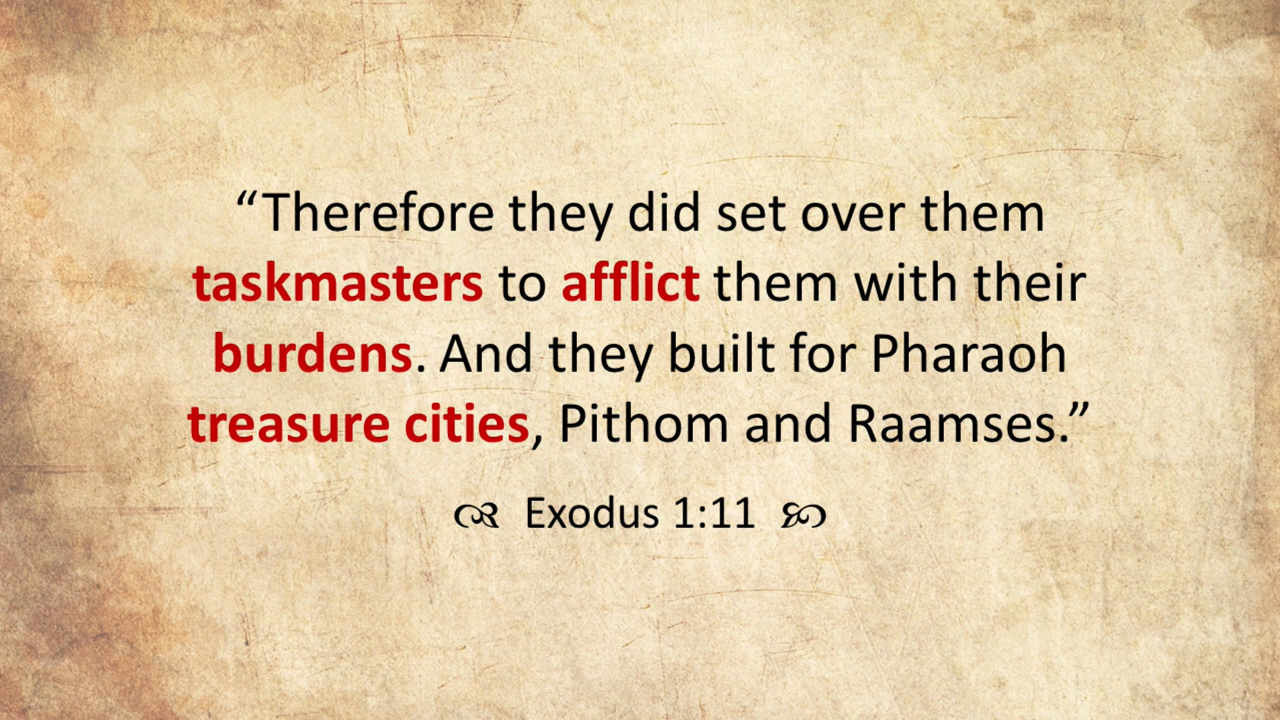 “Therefore they did set over them
taskmasters to afflict them with their
burdens. And they built for Pharaoh
treasure cities, Pithom and Raamses.”
Exodus 1:11